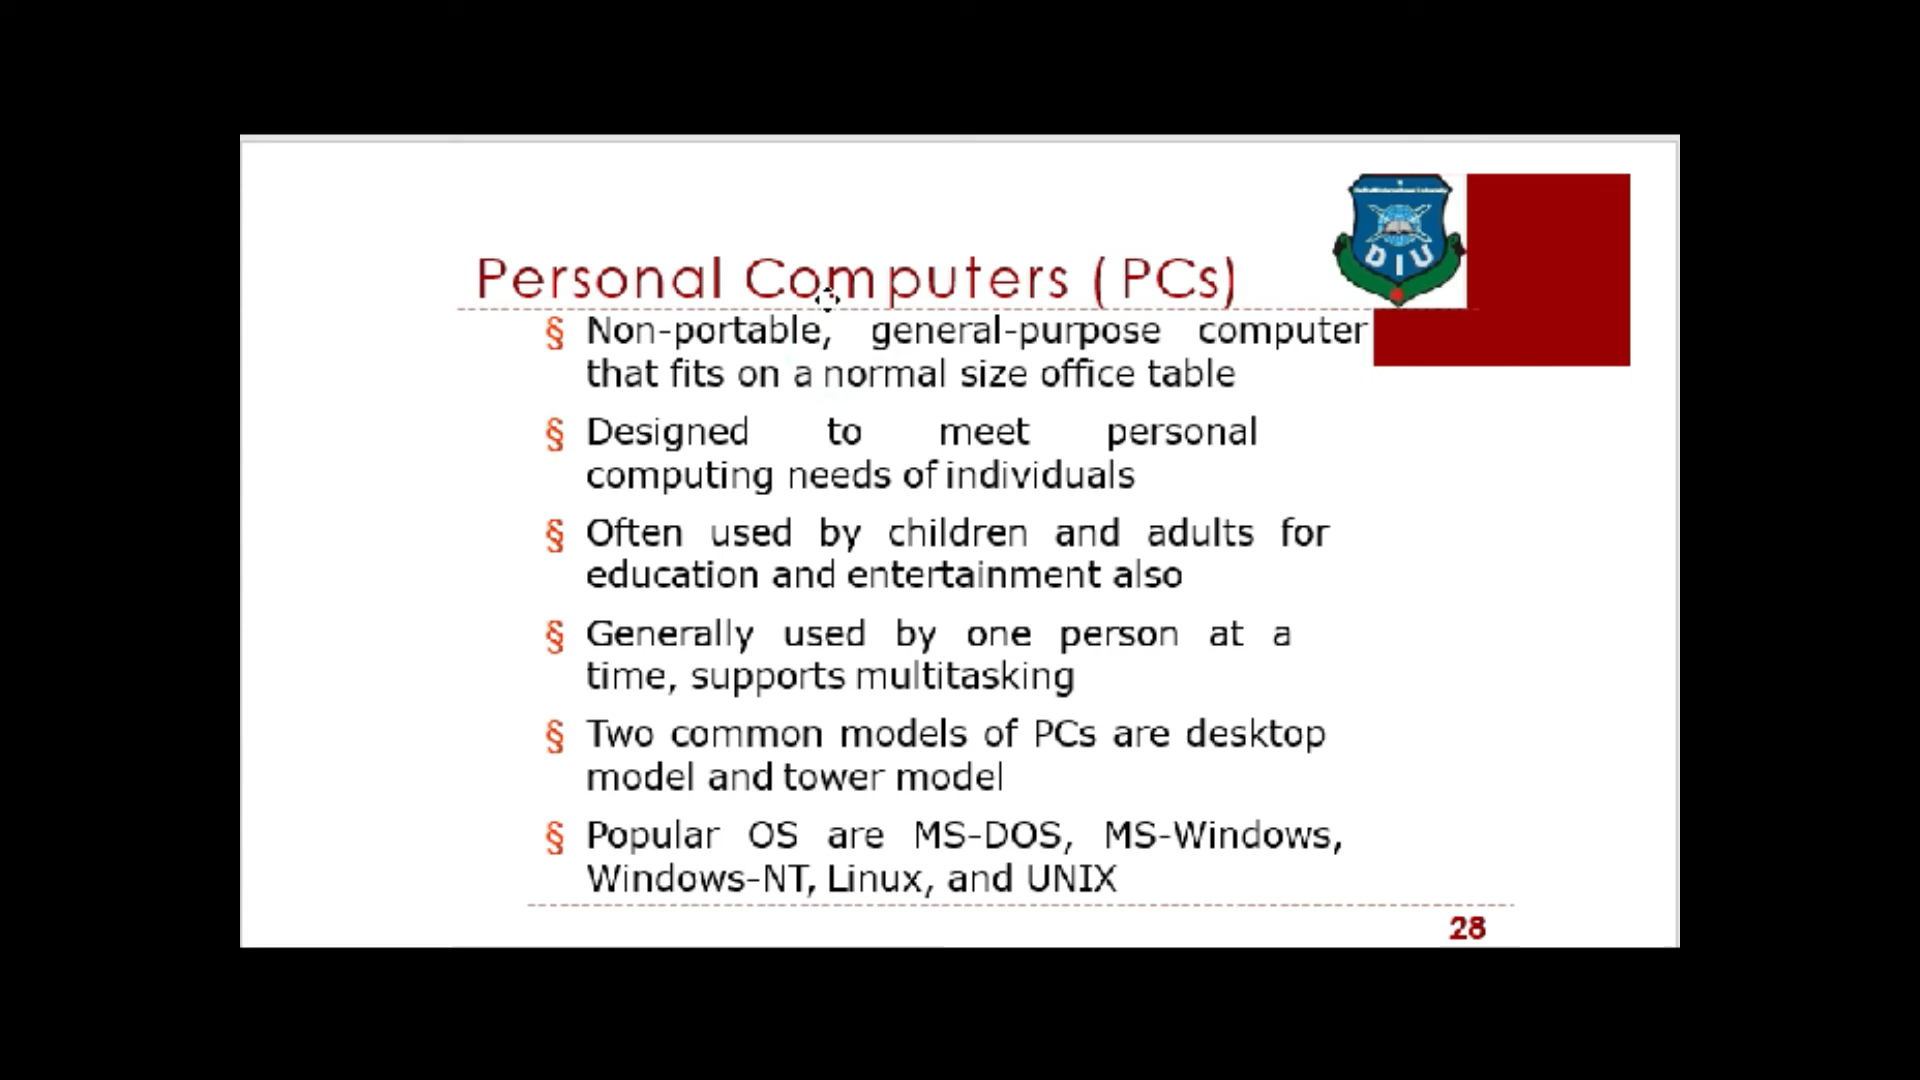 Personal Computers ( PCs)
§ Non-portable, general-purpose computer
that fits on a normal size office table
§ Designed to meet personal
computing needs of individuals
§ Often used by children and adults for
education and entertainment also
§ Generally used by one person at a
time, supports multitasking
§ Two common models of PCs are desktop
model and tower model
§ Popular OS are MS-DOS, MS-Windows,
Windows-NT, Linux, and UNIX
28
DIU